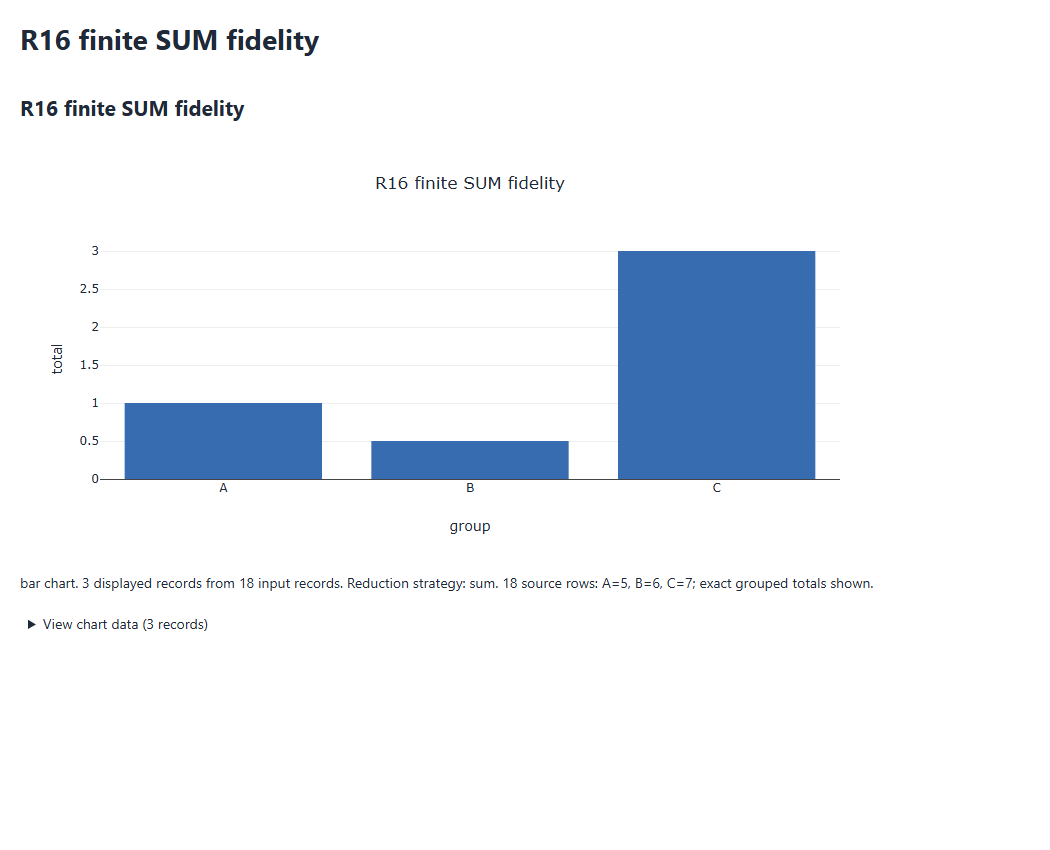 R16 finite SUM fidelity
R16 finite SUM fidelity
R16 finite SUM fidelity
3
2.5
2
1.5
1
0.5
0
total
A
B
C
group
bar chart. 3 displayed records from 18 input records. Reduction strategy: sum. 18 source rows: A=5, B=6, C=7; exact grouped totals shown.
▶ View chart data (3 records)